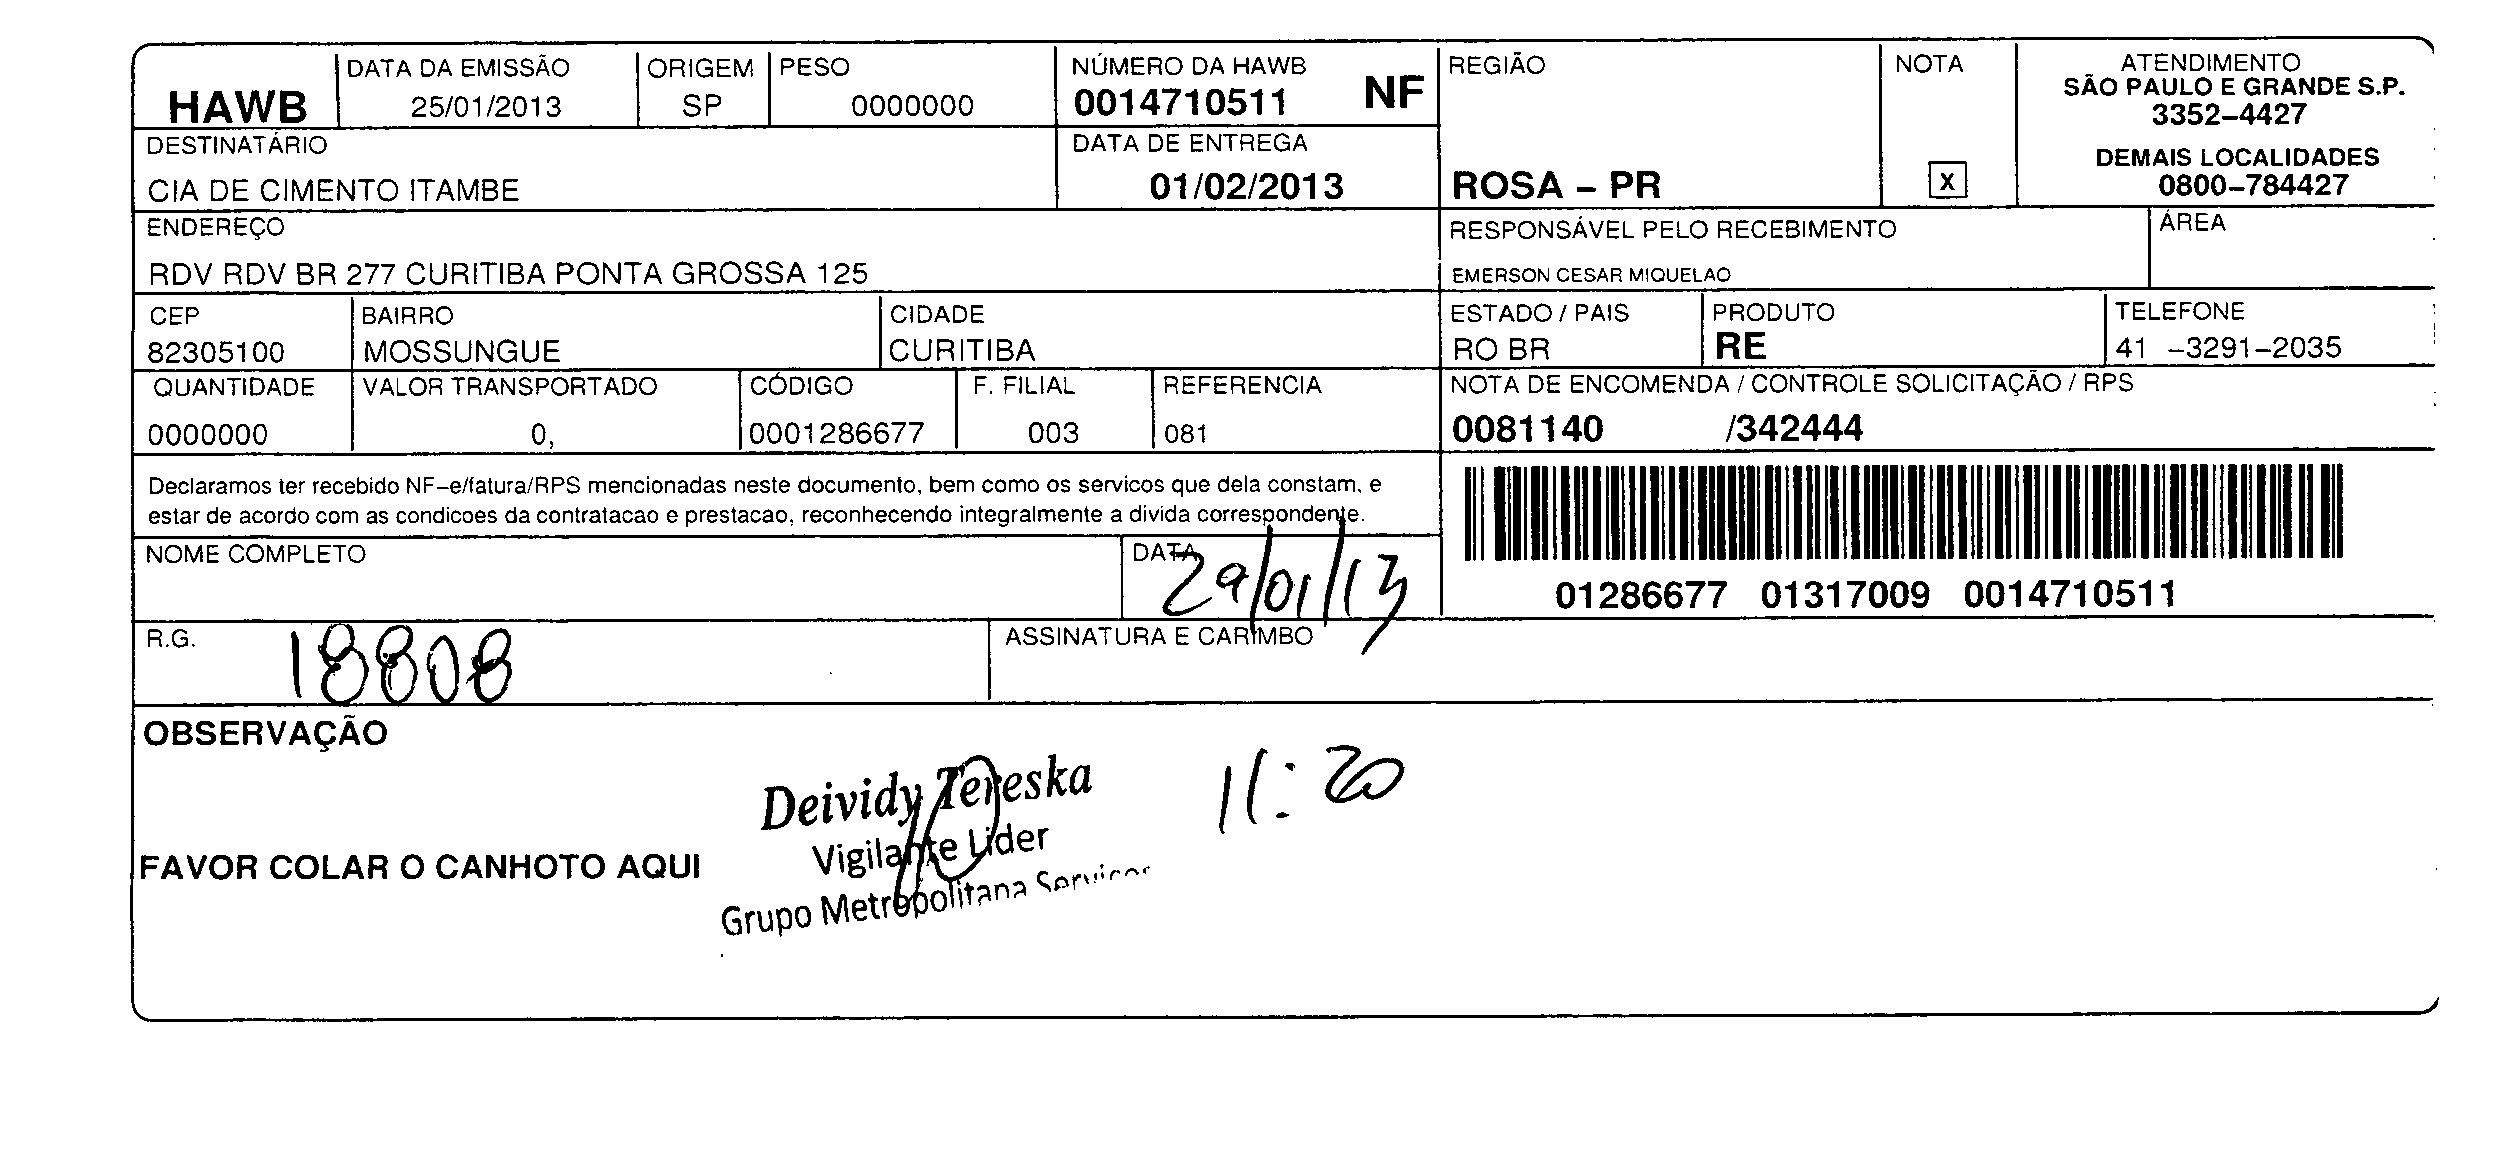 HAWB
DATA DA EMISSÃO
25/01/2013
ORIGEM
SP
PESO
0000000
NÚMERO DA HAWB
0014710511 NF
REGIÃO
ROSA – PR
NOTA
X
ATENDIMENTO
SÃO PAULO E GRANDE S.P.
3352–4427
DEMAIS LOCALIDADES
0800–784427
DESTINATÁRIO
CIA DE CIMENTO ITAMBE
DATA DE ENTREGA
01/02/2013
ENDEREÇO
RDV RDV BR 277 CURITIBA PONTA GROSSA 125
RESPONSÁVEL PELO RECEBIMENTO
EMERSON CESAR MIQUELAO
ÁREA
CEP
82305100
BAIRRO
MOSSUNGUE
CIDADE
CURITIBA
ESTADO / PAIS
RO BR
PRODUTO
RE
TELEFONE
41 –3291–2035
QUANTIDADE
0000000
VALOR TRANSPORTADO
0,
CÓDIGO
0001286677
F. FILIAL
003
REFERENCIA
081
NOTA DE ENCOMENDA / CONTROLE SOLICITAÇÃO / RPS
0081140 /342444
Declaramos ter recebido NF–e/fatura/RPS mencionadas neste documento, bem como os servicos que dela constam, e
estar de acordo com as condicoes da contratacao e prestacao, reconhecendo integralmente a divida correspondente.
01286677 01317009 0014710511
NOME COMPLETO
DATA
29/01/13
R.G.
18808
ASSINATURA E CARIMBO
OBSERVAÇÃO
Deividy Tereska
Vigilante Lider
Grupo Metropolitana Servicos
11:20
FAVOR COLAR O CANHOTO AQUI